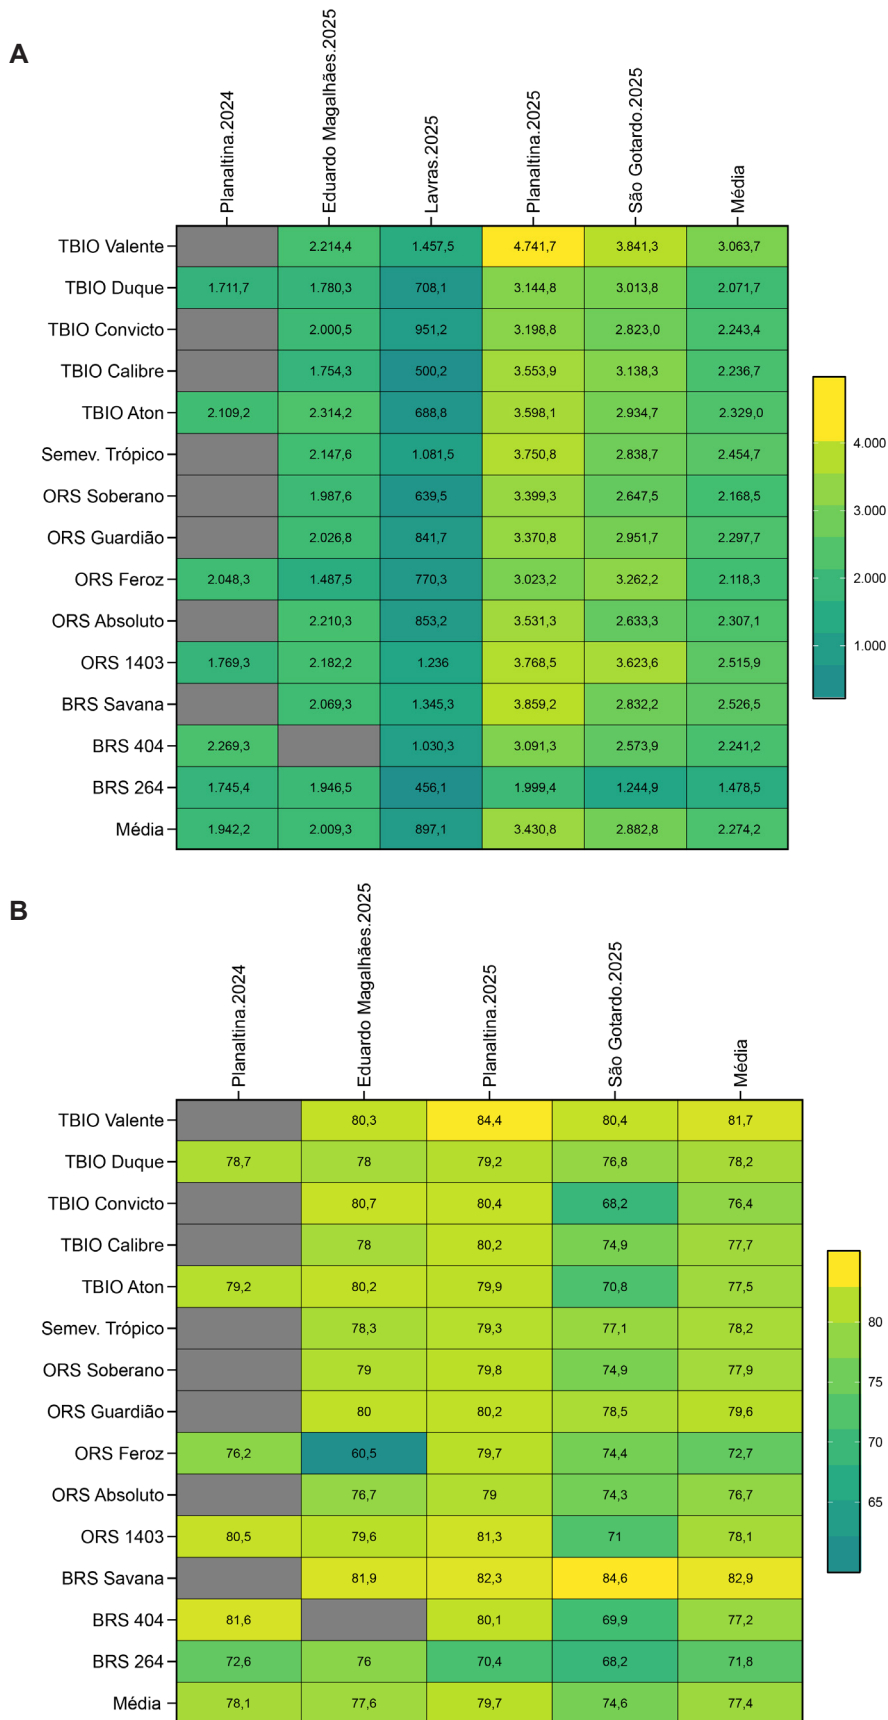 A
Planaltina.2024 Eduardo Magalhães.2025 Lavras.2025 Planaltina.2025 São Gotardo.2025 Média
TBIO Valente 2.214,4 1.457,5 4.741,7 3.841,3 3.063,7
TBIO Duque 1.711,7 1.780,3 708,1 3.144,8 3.013,8 2.071,7
TBIO Convicto 2.000,5 951,2 3.198,8 2.823,0 2.243,4
TBIO Calibre 1.754,3 500,2 3.553,9 3.138,3 2.236,7
TBIO Aton 2.109,2 2.314,2 688,8 3.598,1 2.934,7 2.329,0
Semev. Trópico 2.147,6 1.081,5 3.750,8 2.838,7 2.454,7
ORS Soberano 1.987,6 639,5 3.399,3 2.647,5 2.168,5
ORS Guardião 2.026,8 841,7 3.370,8 2.951,7 2.297,7
ORS Feroz 2.048,3 1.487,5 770,3 3.023,2 3.262,2 2.118,3
ORS Absoluto 2.210,3 853,2 3.531,3 2.633,3 2.307,1
ORS 1403 1.769,3 2.182,2 1.236 3.768,5 3.623,6 2.515,9
BRS Savana 2.069,3 1.345,3 3.859,2 2.832,2 2.526,5
BRS 404 2.269,3 1.030,3 3.091,3 2.573,9 2.241,2
BRS 264 1.745,4 1.946,5 456,1 1.999,4 1.244,9 1.478,5
Média 1.942,2 2.009,3 897,1 3.430,8 2.882,8 2.274,2
4.000
3.000
2.000
1.000
B
Planaltina.2024 Eduardo Magalhães.2025 Planaltina.2025 São Gotardo.2025 Média
TBIO Valente 80,3 84,4 80,4 81,7
TBIO Duque 78,7 78 79,2 76,8 78,2
TBIO Convicto 80,7 80,4 68,2 76,4
TBIO Calibre 78 80,2 74,9 77,7
TBIO Aton 79,2 80,2 79,9 70,8 77,5
Semev. Trópico 78,3 79,3 77,1 78,2
ORS Soberano 79 79,8 74,9 77,9
ORS Guardião 80 80,2 78,5 79,6
ORS Feroz 76,2 60,5 79,7 74,4 72,7
ORS Absoluto 76,7 79 74,3 76,7
ORS 1403 80,5 79,6 81,3 71 78,1
BRS Savana 81,9 82,3 84,6 82,9
BRS 404 81,6 80,1 69,9 77,2
BRS 264 72,6 76 70,4 68,2 71,8
Média 78,1 77,6 79,7 74,6 77,4
80
75
70
65